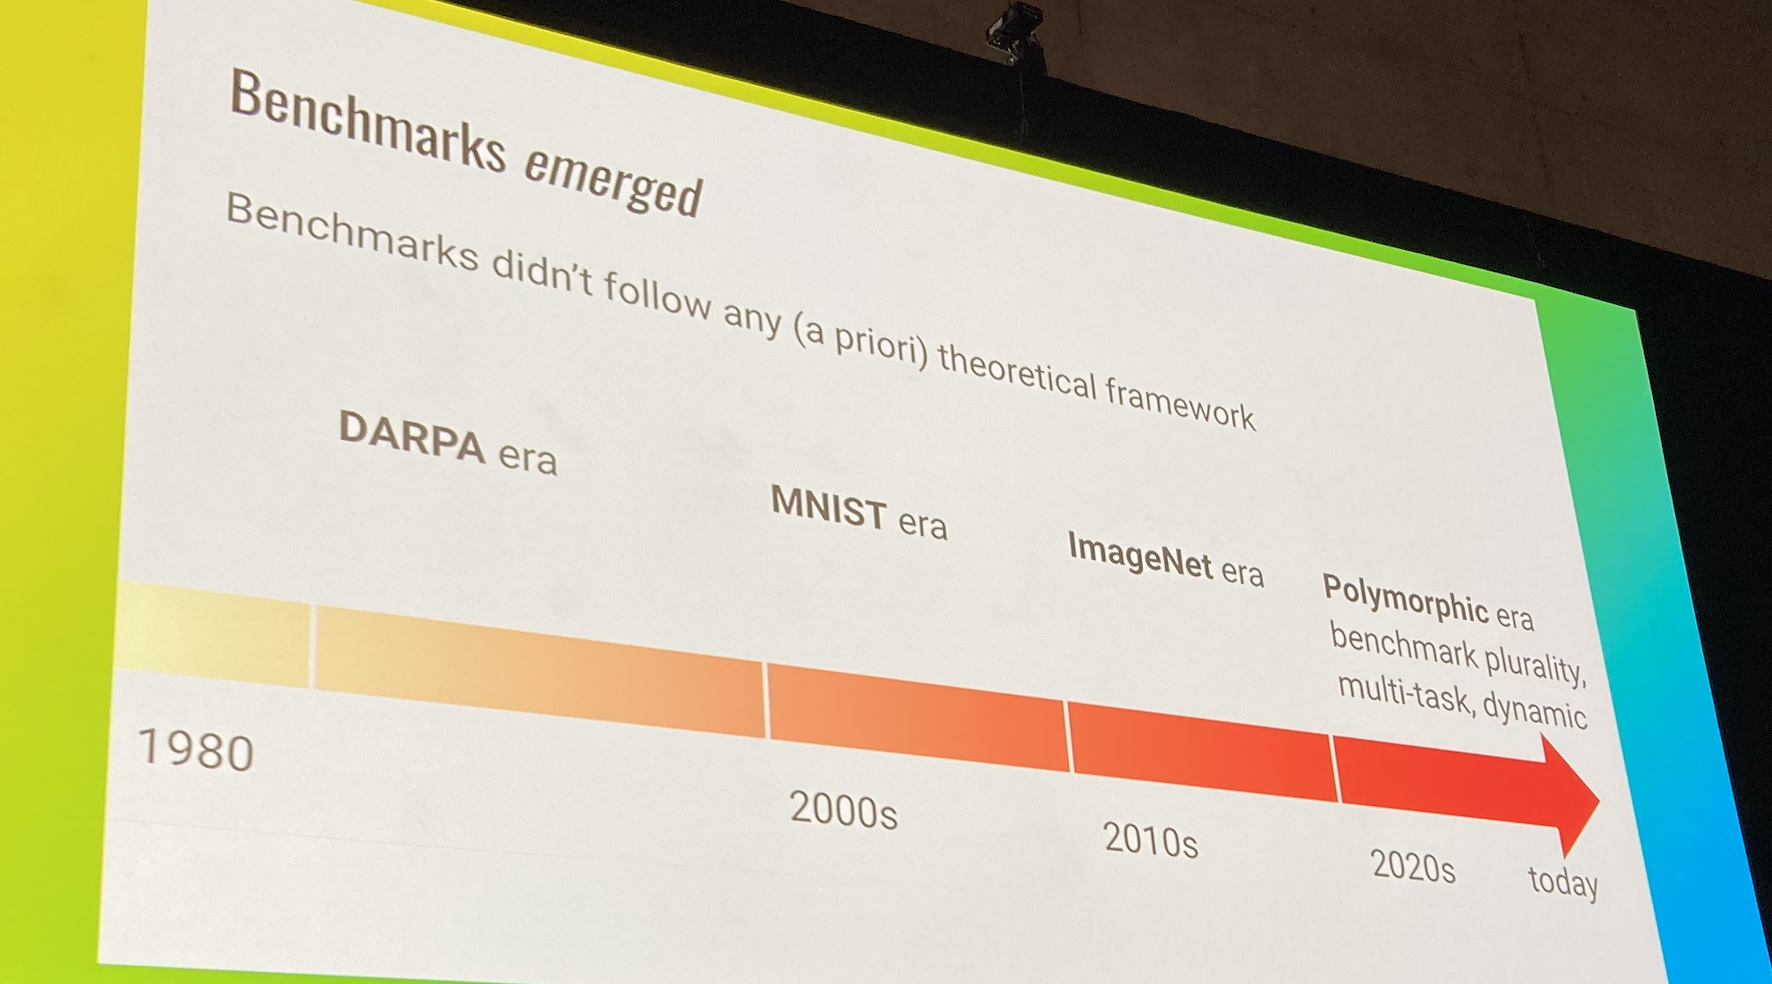 Benchmarks emerged
Benchmarks didn't follow any (a priori) theoretical framework
DARPA era
MNIST era
ImageNet era
Polymorphic era
benchmark plurality,
multi-task, dynamic
1980
2000s
2010s
2020s
today